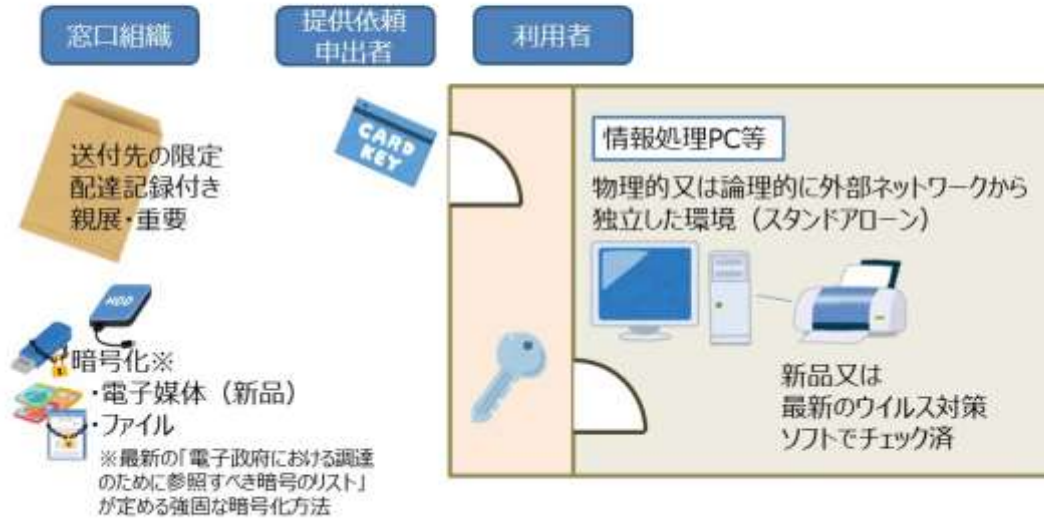 窓口組織
提供依頼
申出者
利用者
送付先の限定
配達記録付き
親展・重要
CARD
KEY
情報処理PC等
物理的又は論理的に外部ネットワークから
独立した環境（スタンドアローン）
HDD
暗号化※
・電子媒体（新品）
・ファイル
※最新の「電子政府における調達
のために参照すべき暗号のリスト」
が定める強固な暗号化方法
新品又は
最新のウイルス対策
ソフトでチェック済